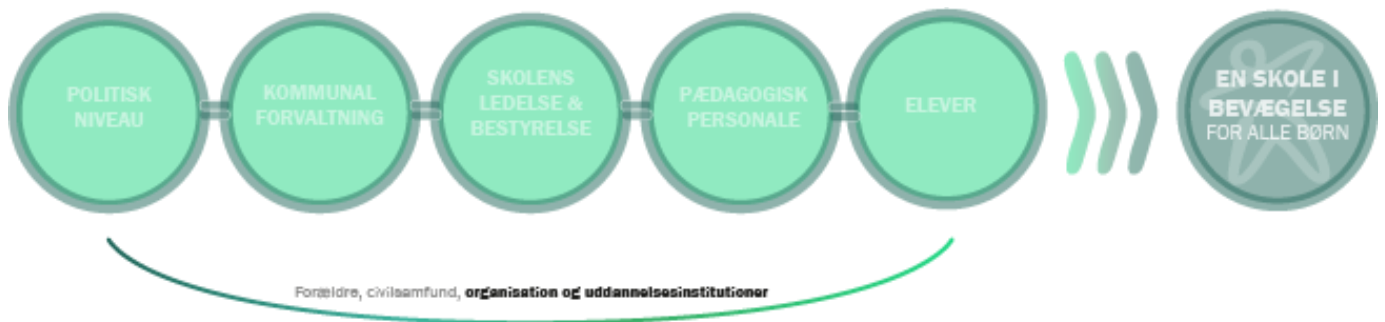 POLITISK
NIVEAU
KOMMUNAL
FORVALTNING
SKOLENS
LEDELSE &
BESTYRELSE
PÆDAGOGISK
PERSONALE
ELEVER
EN SKOLE I
BEVÆGELSE
FOR ALLE BØRN
Forældre, civilsamfund, organisation og uddannelsesinstitutioner